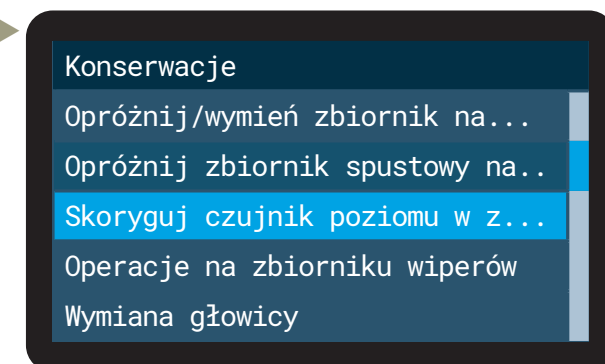 Konserwacje
Opróżnij/wymień zbiornik na...
Opróżnij zbiornik spustowy na..
Skoryguj czujnik poziomu w z...
Operacje na zbiorniku wiperów
Wymiana głowicy